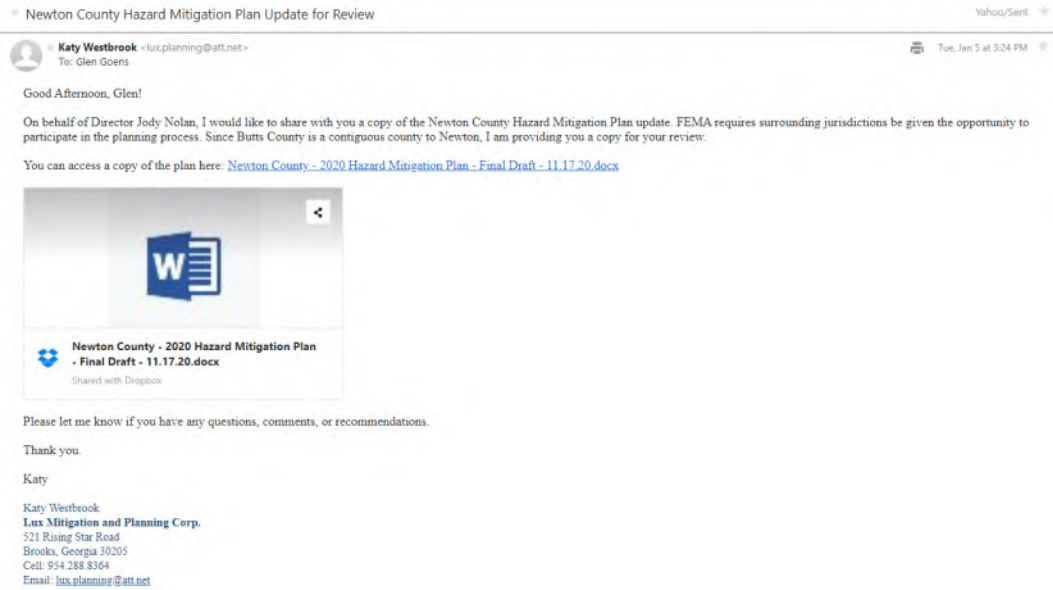 Newton County Hazard Mitigation Plan Update for Review
Yahoo/Sent
Katy Westbrook <lux.planning@att.net>
Tue, Jan 5 at 3:24 PM
To: Glen Goens
Good Afternoon, Glen!
On behalf of Director Jody Nolan, I would like to share with you a copy of the Newton County Hazard Mitigation Plan update. FEMA requires surrounding jurisdictions be given the opportunity to
participate in the planning process. Since Butts County is a contiguous county to Newton, I am providing you a copy for your review.
You can access a copy of the plan here: Newton County - 2020 Hazard Mitigation Plan - Final Draft - 11.17.20.docx
W
Newton County - 2020 Hazard Mitigation Plan
- Final Draft - 11.17.20.docx
Shared with Dropbox
Please let me know if you have any questions, comments, or recommendations.
Thank you.
Katy
Katy Westbrook
Lux Mitigation and Planning Corp.
521 Rising Star Road
Brooks, Georgia 30205
Cell: 954.288.8364
Email: lux.planning@att.net